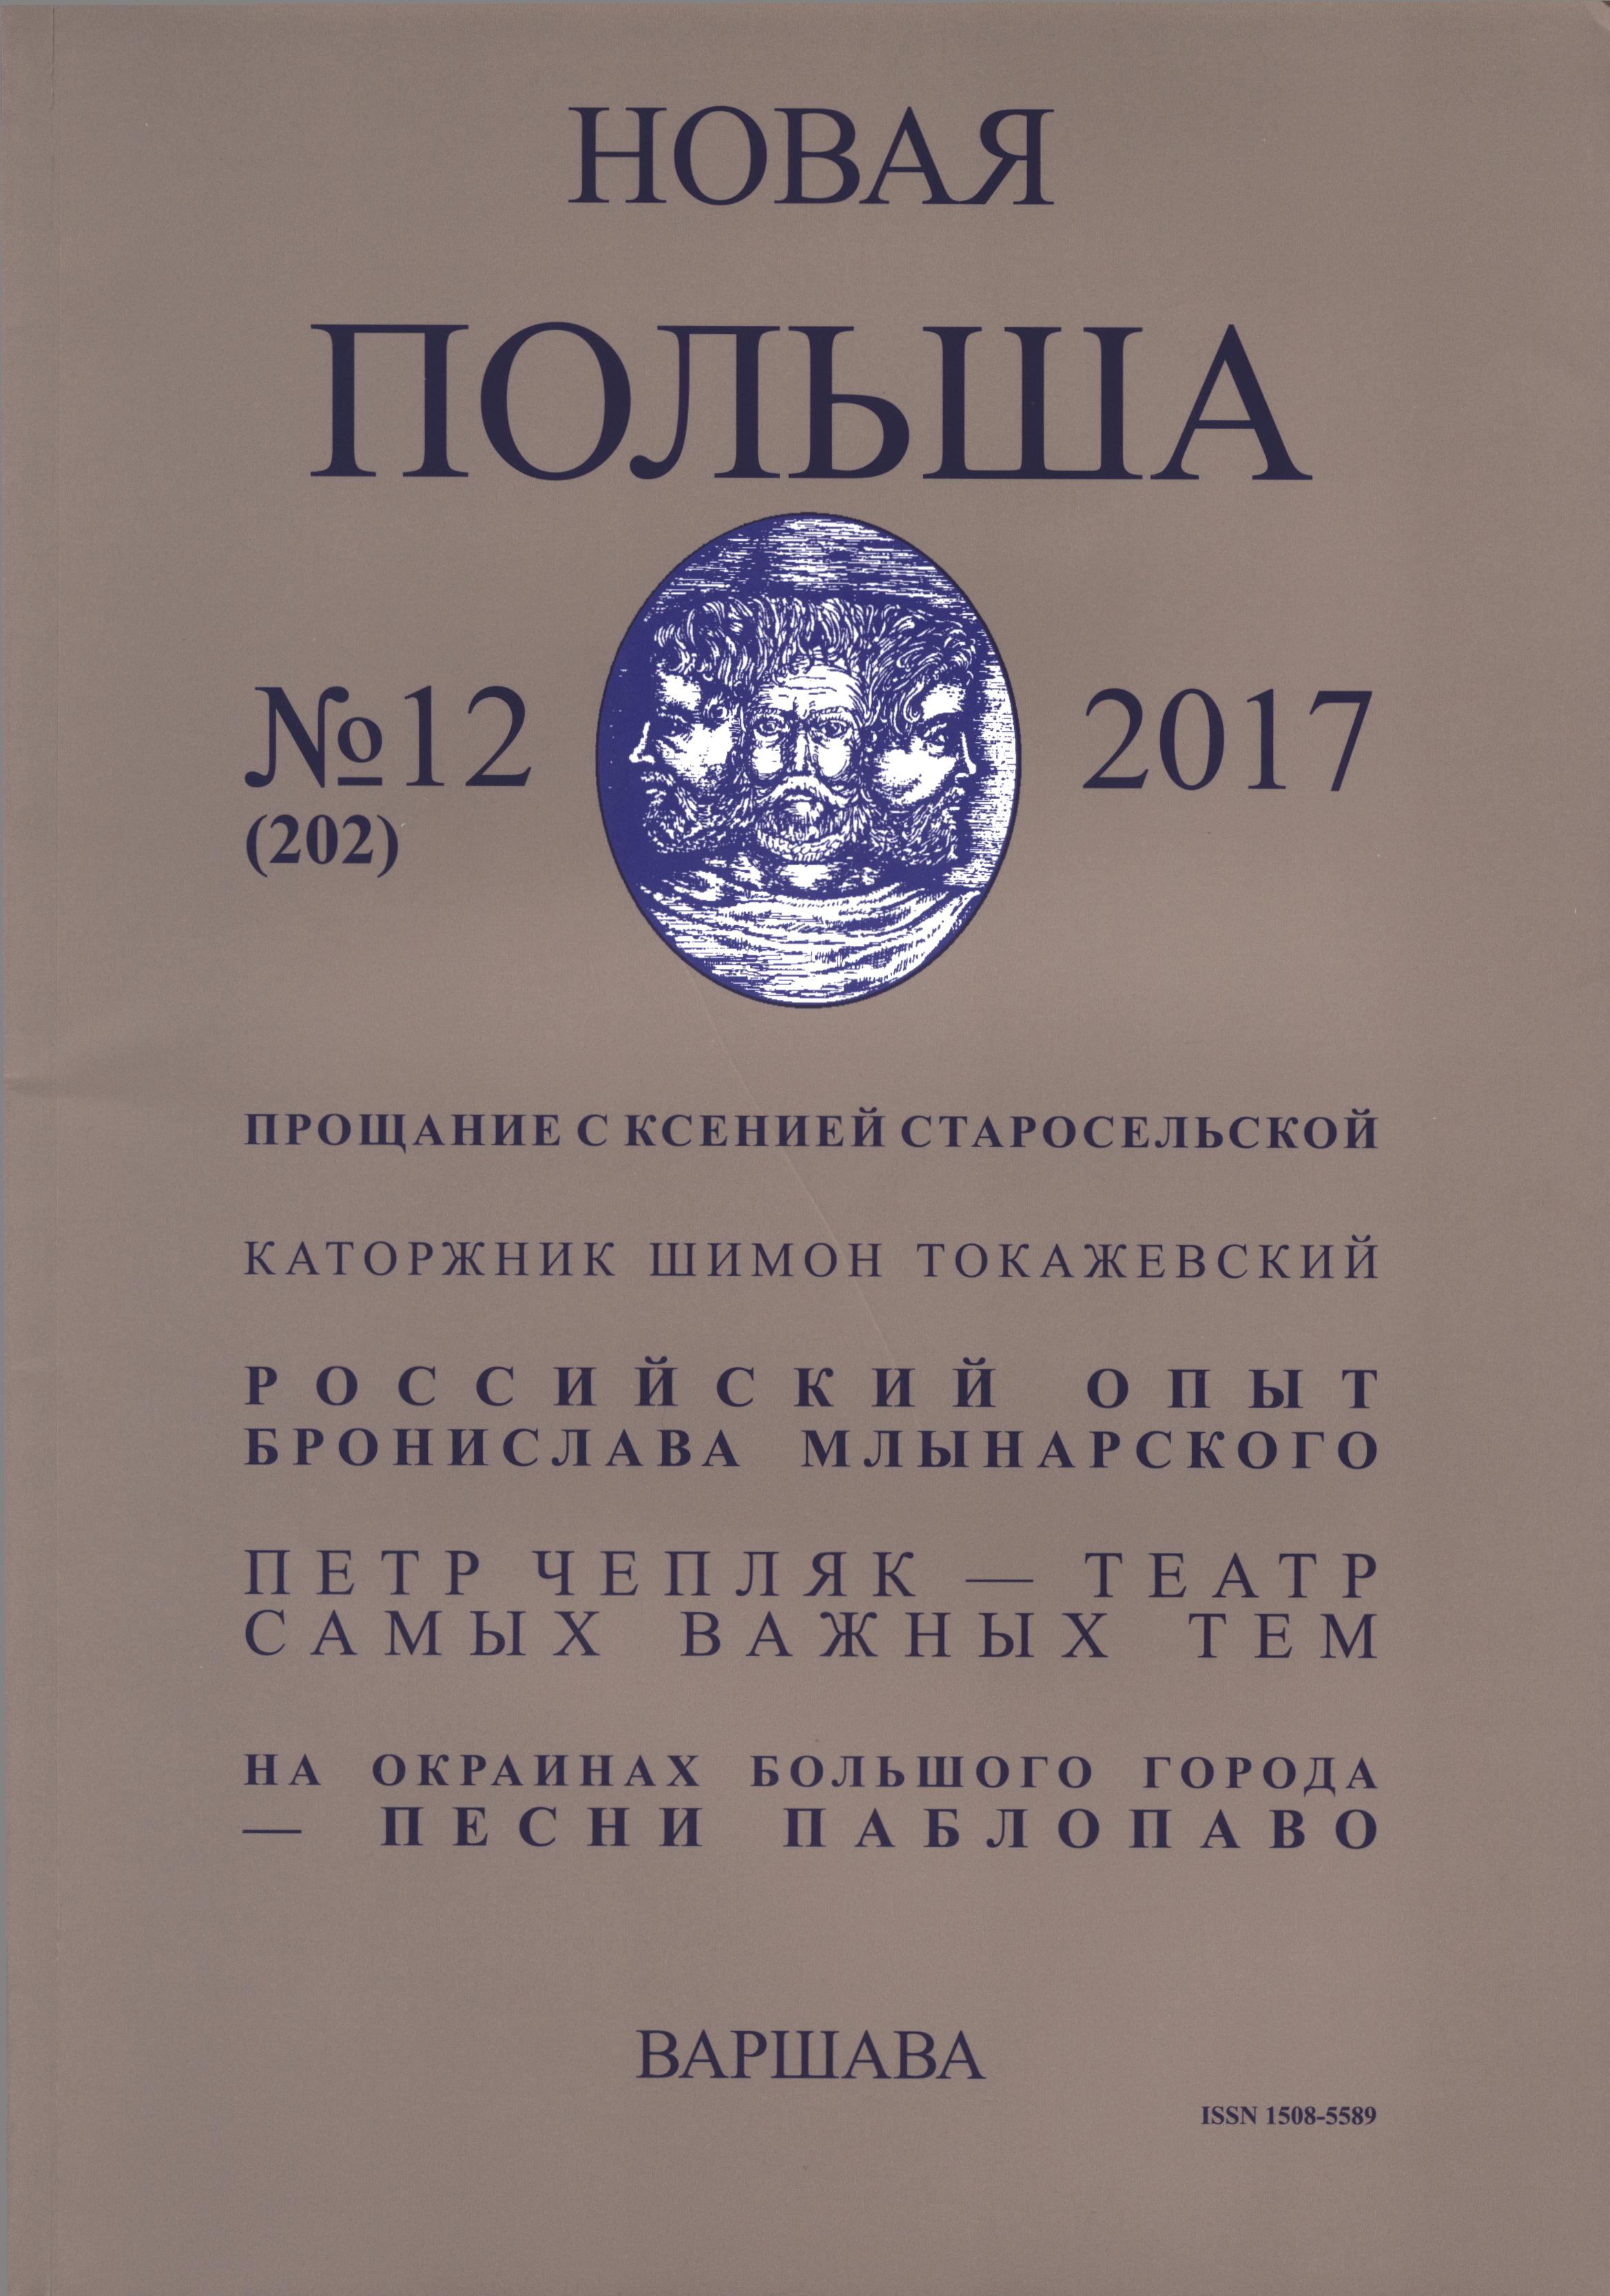 НОВАЯ
ПОЛЬША
№12
2017
(202)
ПРОЩАНИЕ С КСЕНИЕЙ СТАРОСЕЛЬСКОЙ
КАТОРЖНИК ШИМОН ТОКАЖЕВСКИЙ
РОССИЙСКИЙ ОПЫТ
БРОНИСЛАВА МЛЫНАРСКОГО
ПЕТР ЧЕПЛЯК — ТЕАТР
САМЫХ ВАЖНЫХ ТЕМ
НА ОКРАИНАХ БОЛЬШОГО ГОРОДА
— ПЕСНИ ПАБЛОПАВО
ВАРШАВА
ISSN 1508-5589